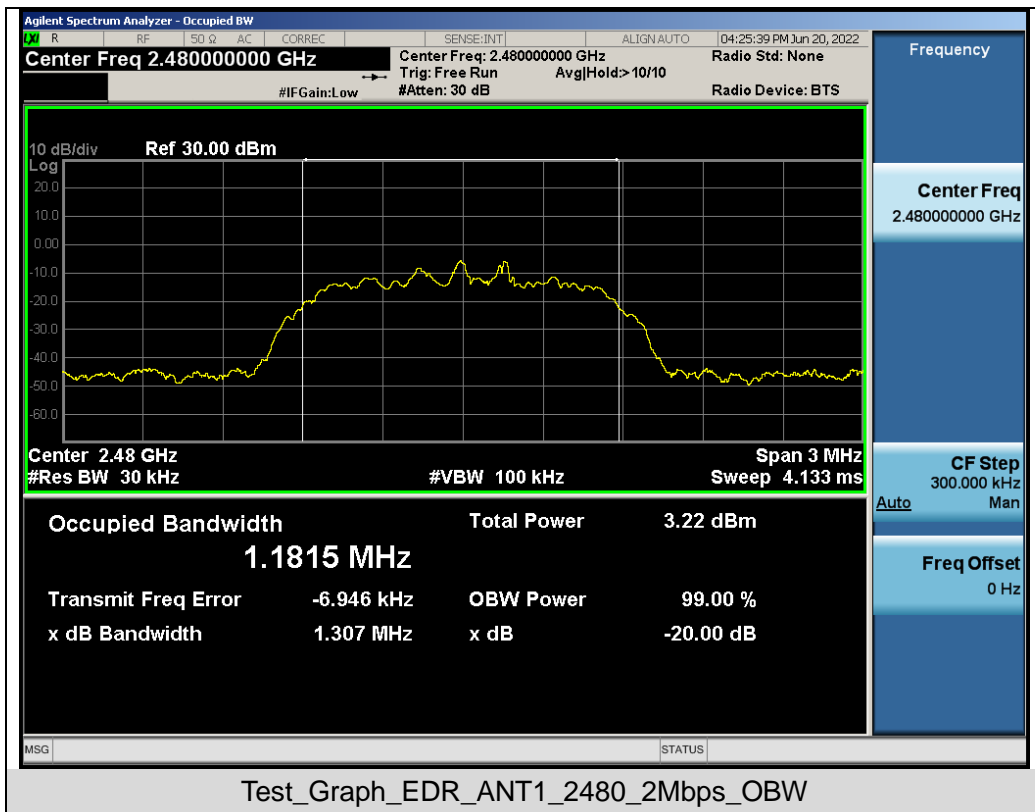 Agilent Spectrum Analyzer - Occupied BW
LXI R RF 50 Ω AC CORREC SENSE:INT ALIGN AUTO 04:25:39 PM Jun 20, 2022
Center Freq 2.480000000 GHz
Center Freq: 2.480000000 GHz Radio Std: None
Trig: Free Run Avg|Hold:> 10/10
#IFGain:Low #Atten: 30 dB Radio Device: BTS
Frequency
10 dB/div Ref 30.00 dBm
Log
20.0
10.0
0.00
-10.0
-20.0
-30.0
-40.0
-50.0
-60.0
Center 2.48 GHz Span 3 MHz
#Res BW 30 kHz #VBW 100 kHz Sweep 4.133 ms
Center Freq
2.480000000 GHz
CF Step
300.000 kHz
Auto Man
Freq Offset
0 Hz
Occupied Bandwidth Total Power 3.22 dBm
1.1815 MHz
Transmit Freq Error -6.946 kHz OBW Power 99.00 %
x dB Bandwidth 1.307 MHz x dB -20.00 dB
MSG STATUS
Test_Graph_EDR_ANT1_2480_2Mbps_OBW